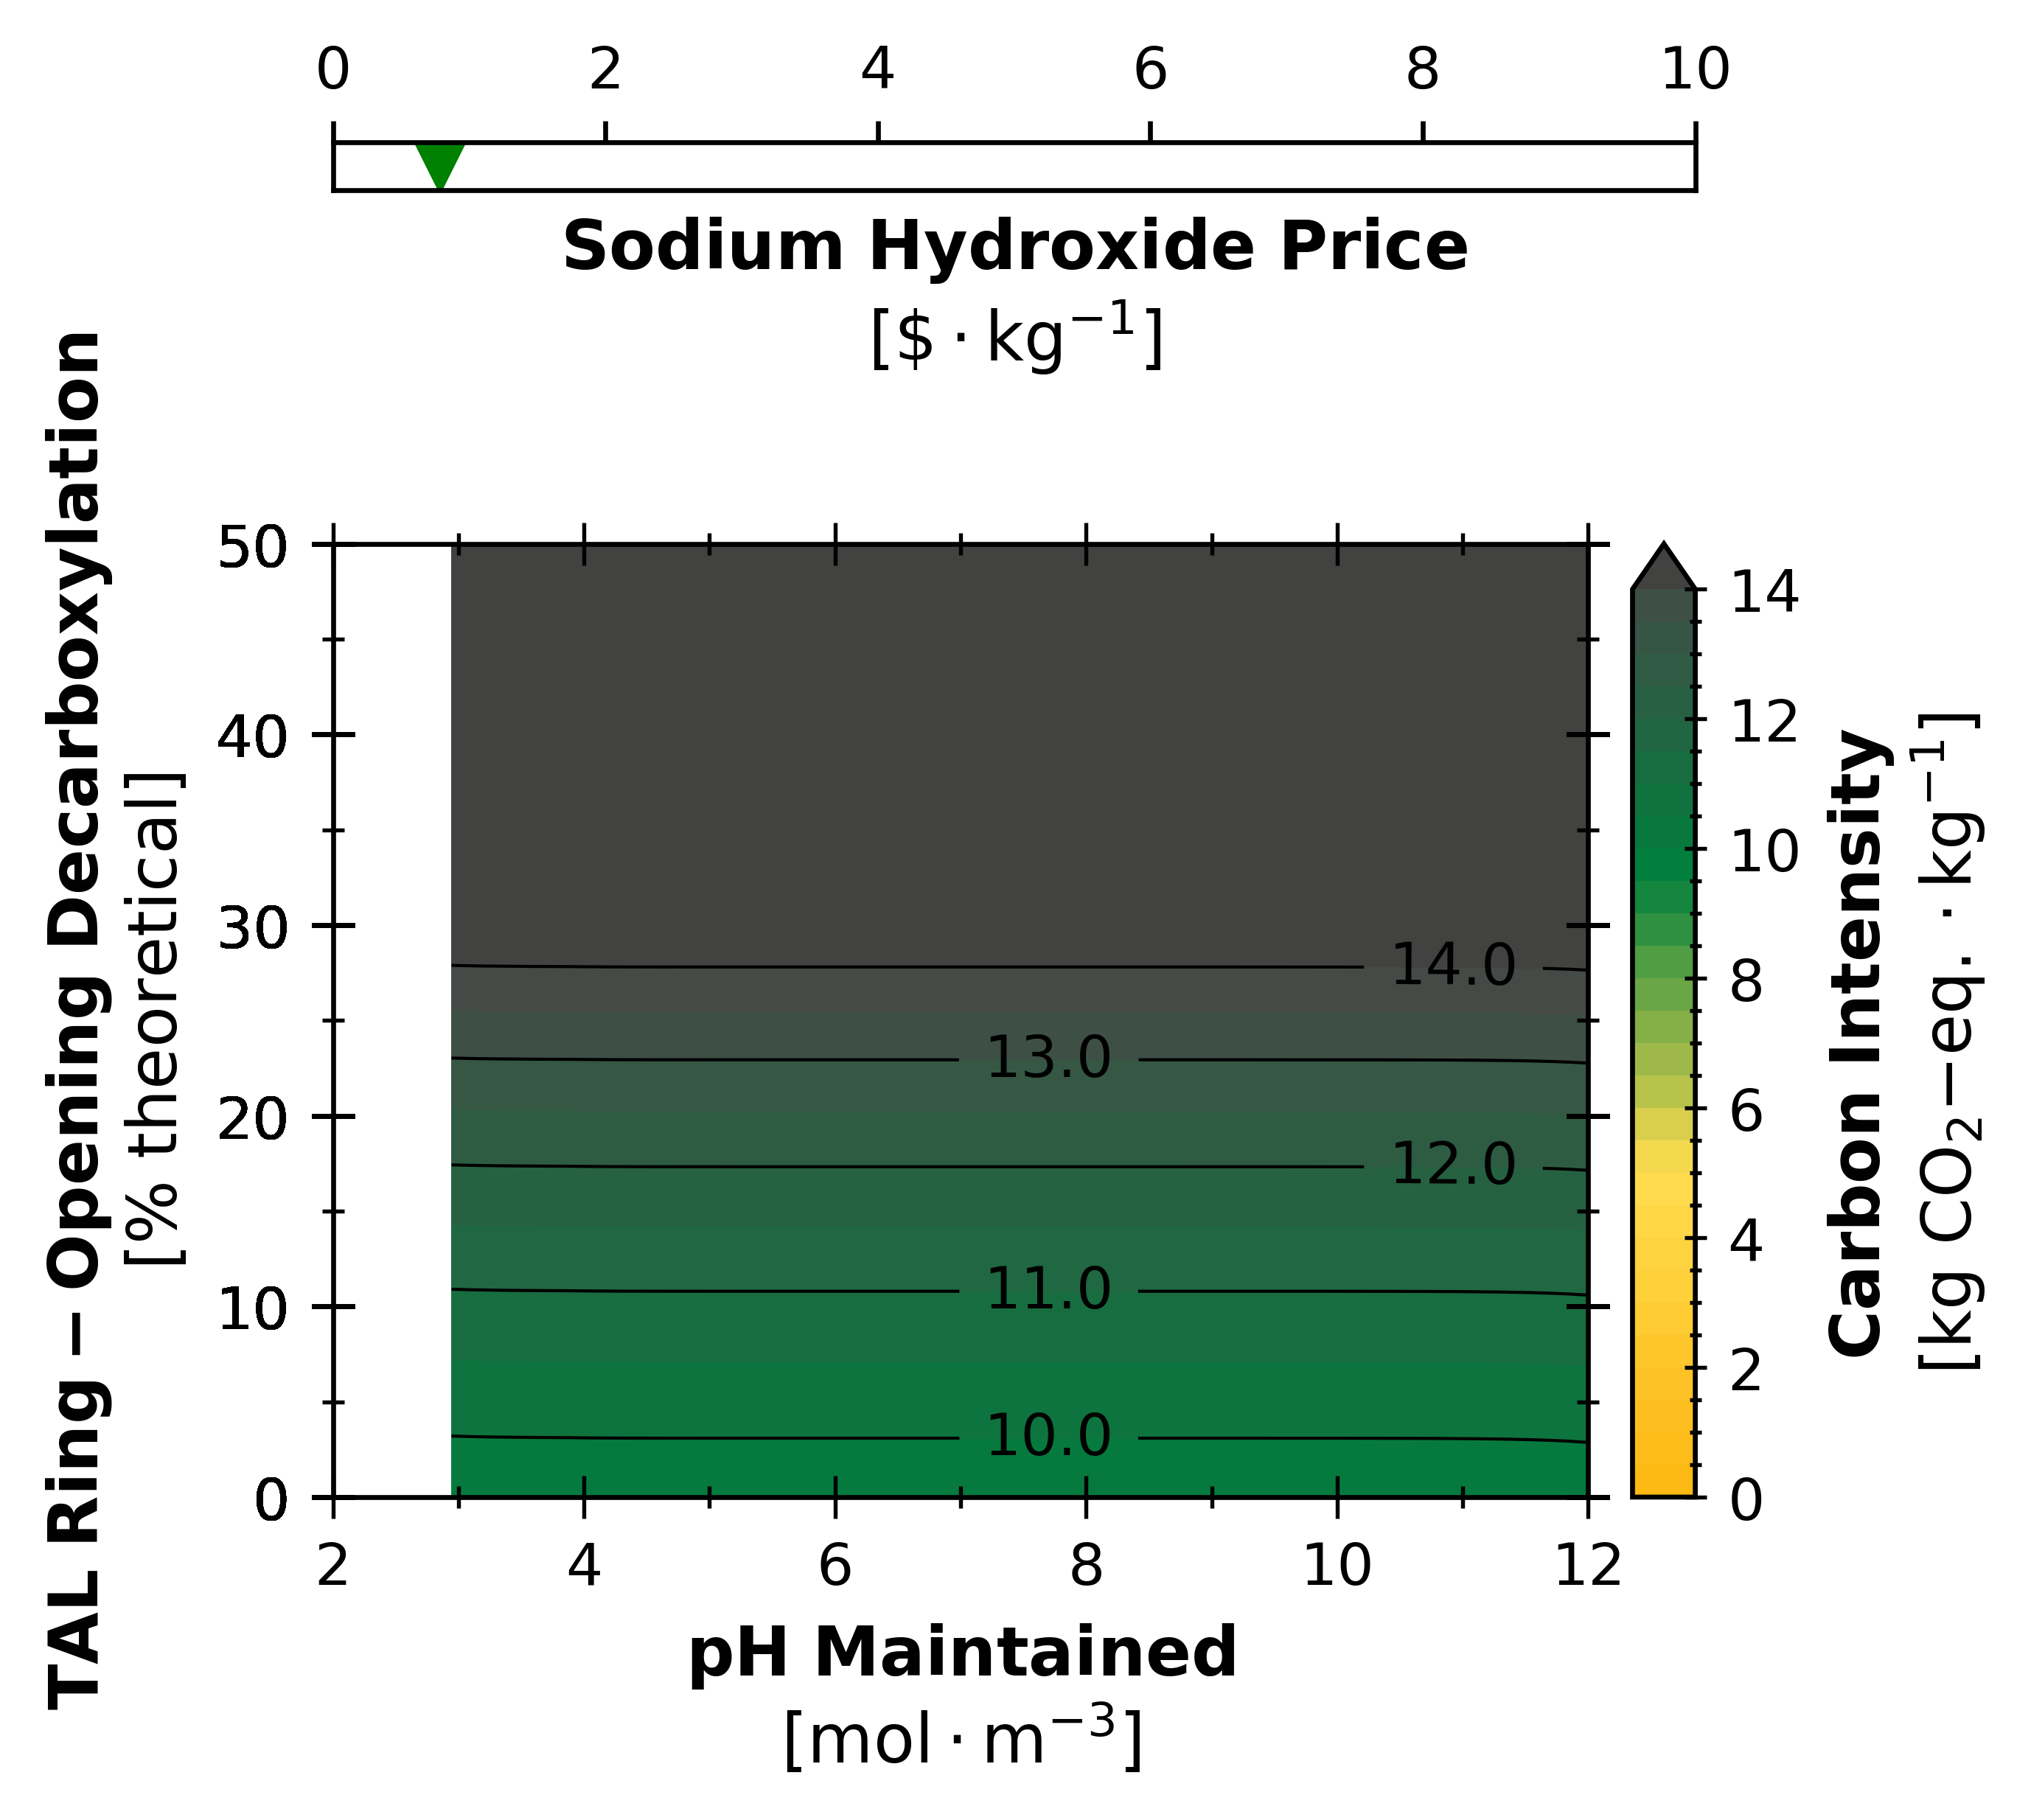 0 2 4 6 8 10
Sodium Hydroxide Price
[$ · kg⁻¹]
TAL Ring − Opening Decarboxylation
[% theoretical]
50
40
30
20
10
0
14.0
13.0
12.0
11.0
10.0
2 4 6 8 10 12
pH Maintained
[mol · m⁻³]
14
12
10
8
6
4
2
0
Carbon Intensity
[kg CO₂−eq. · kg⁻¹]